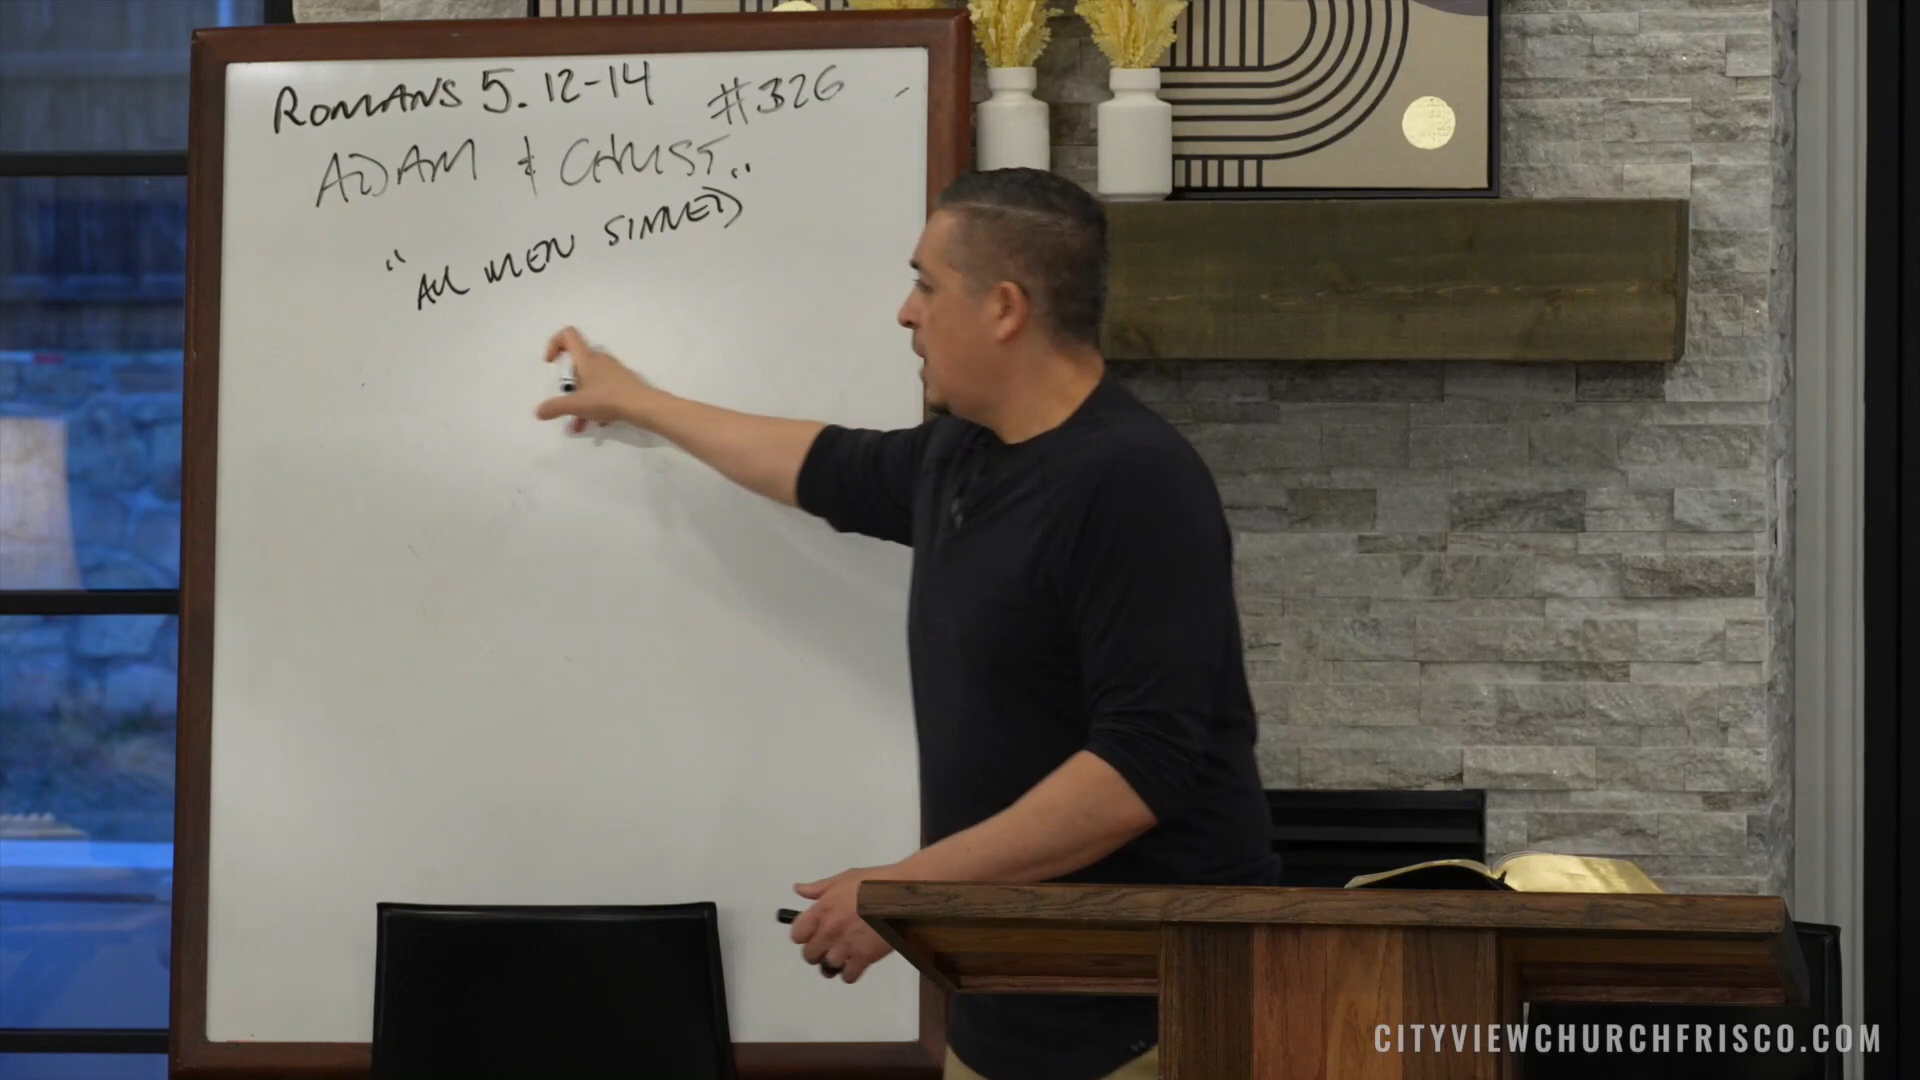 ROMANS 5.12-14 #326
ADAM & CHRIST
"ALL MEN SINNED"
CITYVIEWCHURCHFRISCO.COM